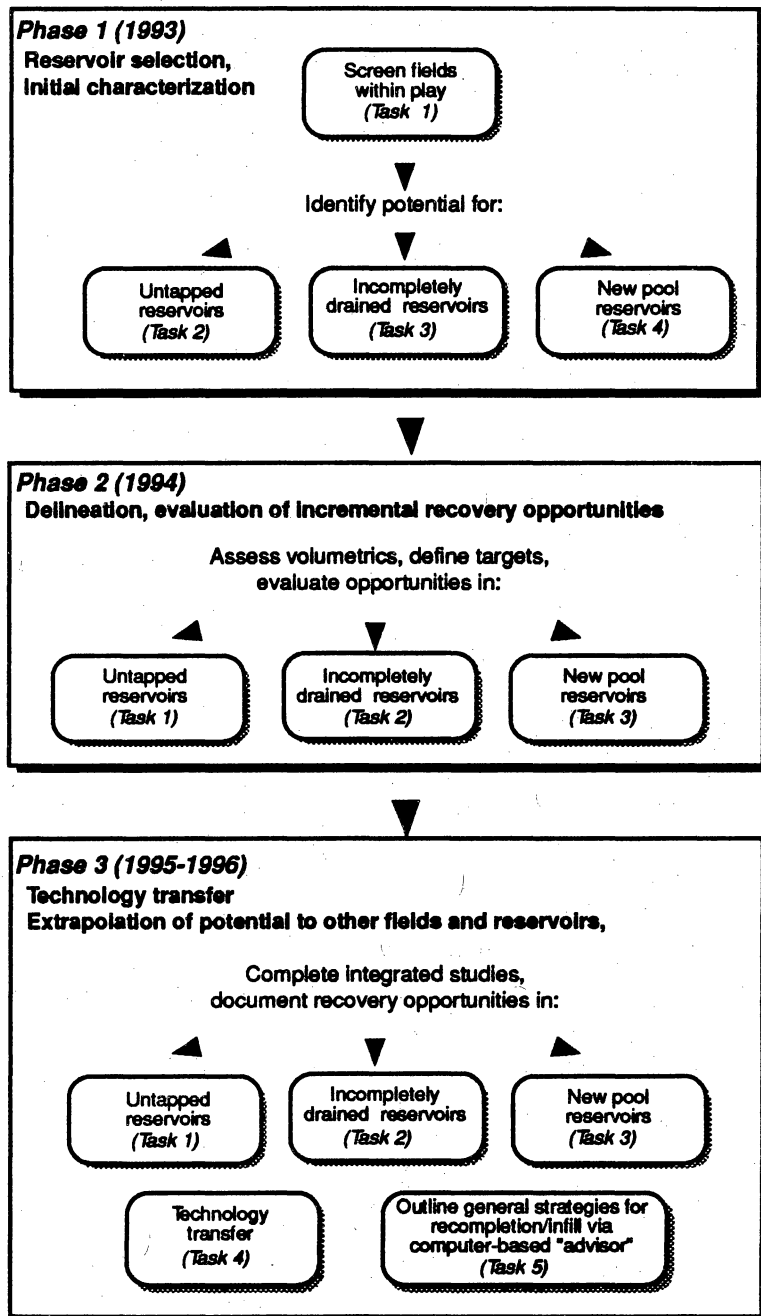 Phase 1 (1993)
Reservoir selection,
Initial characterization
Screen fields
within play
(Task 1)
Identify potential for:
Untapped
reservoirs
(Task 2)
Incompletely
drained reservoirs
(Task 3)
New pool
reservoirs
(Task 4)
Phase 2 (1994)
Delineation, evaluation of incremental recovery opportunities
Assess volumetrics, define targets,
evaluate opportunities in:
Untapped
reservoirs
(Task 1)
Incompletely
drained reservoirs
(Task 2)
New pool
reservoirs
(Task 3)
Phase 3 (1995-1996)
Technology transfer
Extrapolation of potential to other fields and reservoirs,
Complete integrated studies,
document recovery opportunities in:
Untapped
reservoirs
(Task 1)
Incompletely
drained reservoirs
(Task 2)
New pool
reservoirs
(Task 3)
Technology
transfer
(Task 4)
Outline general strategies for
recompletion/infill via
computer-based "advisor"
(Task 5)